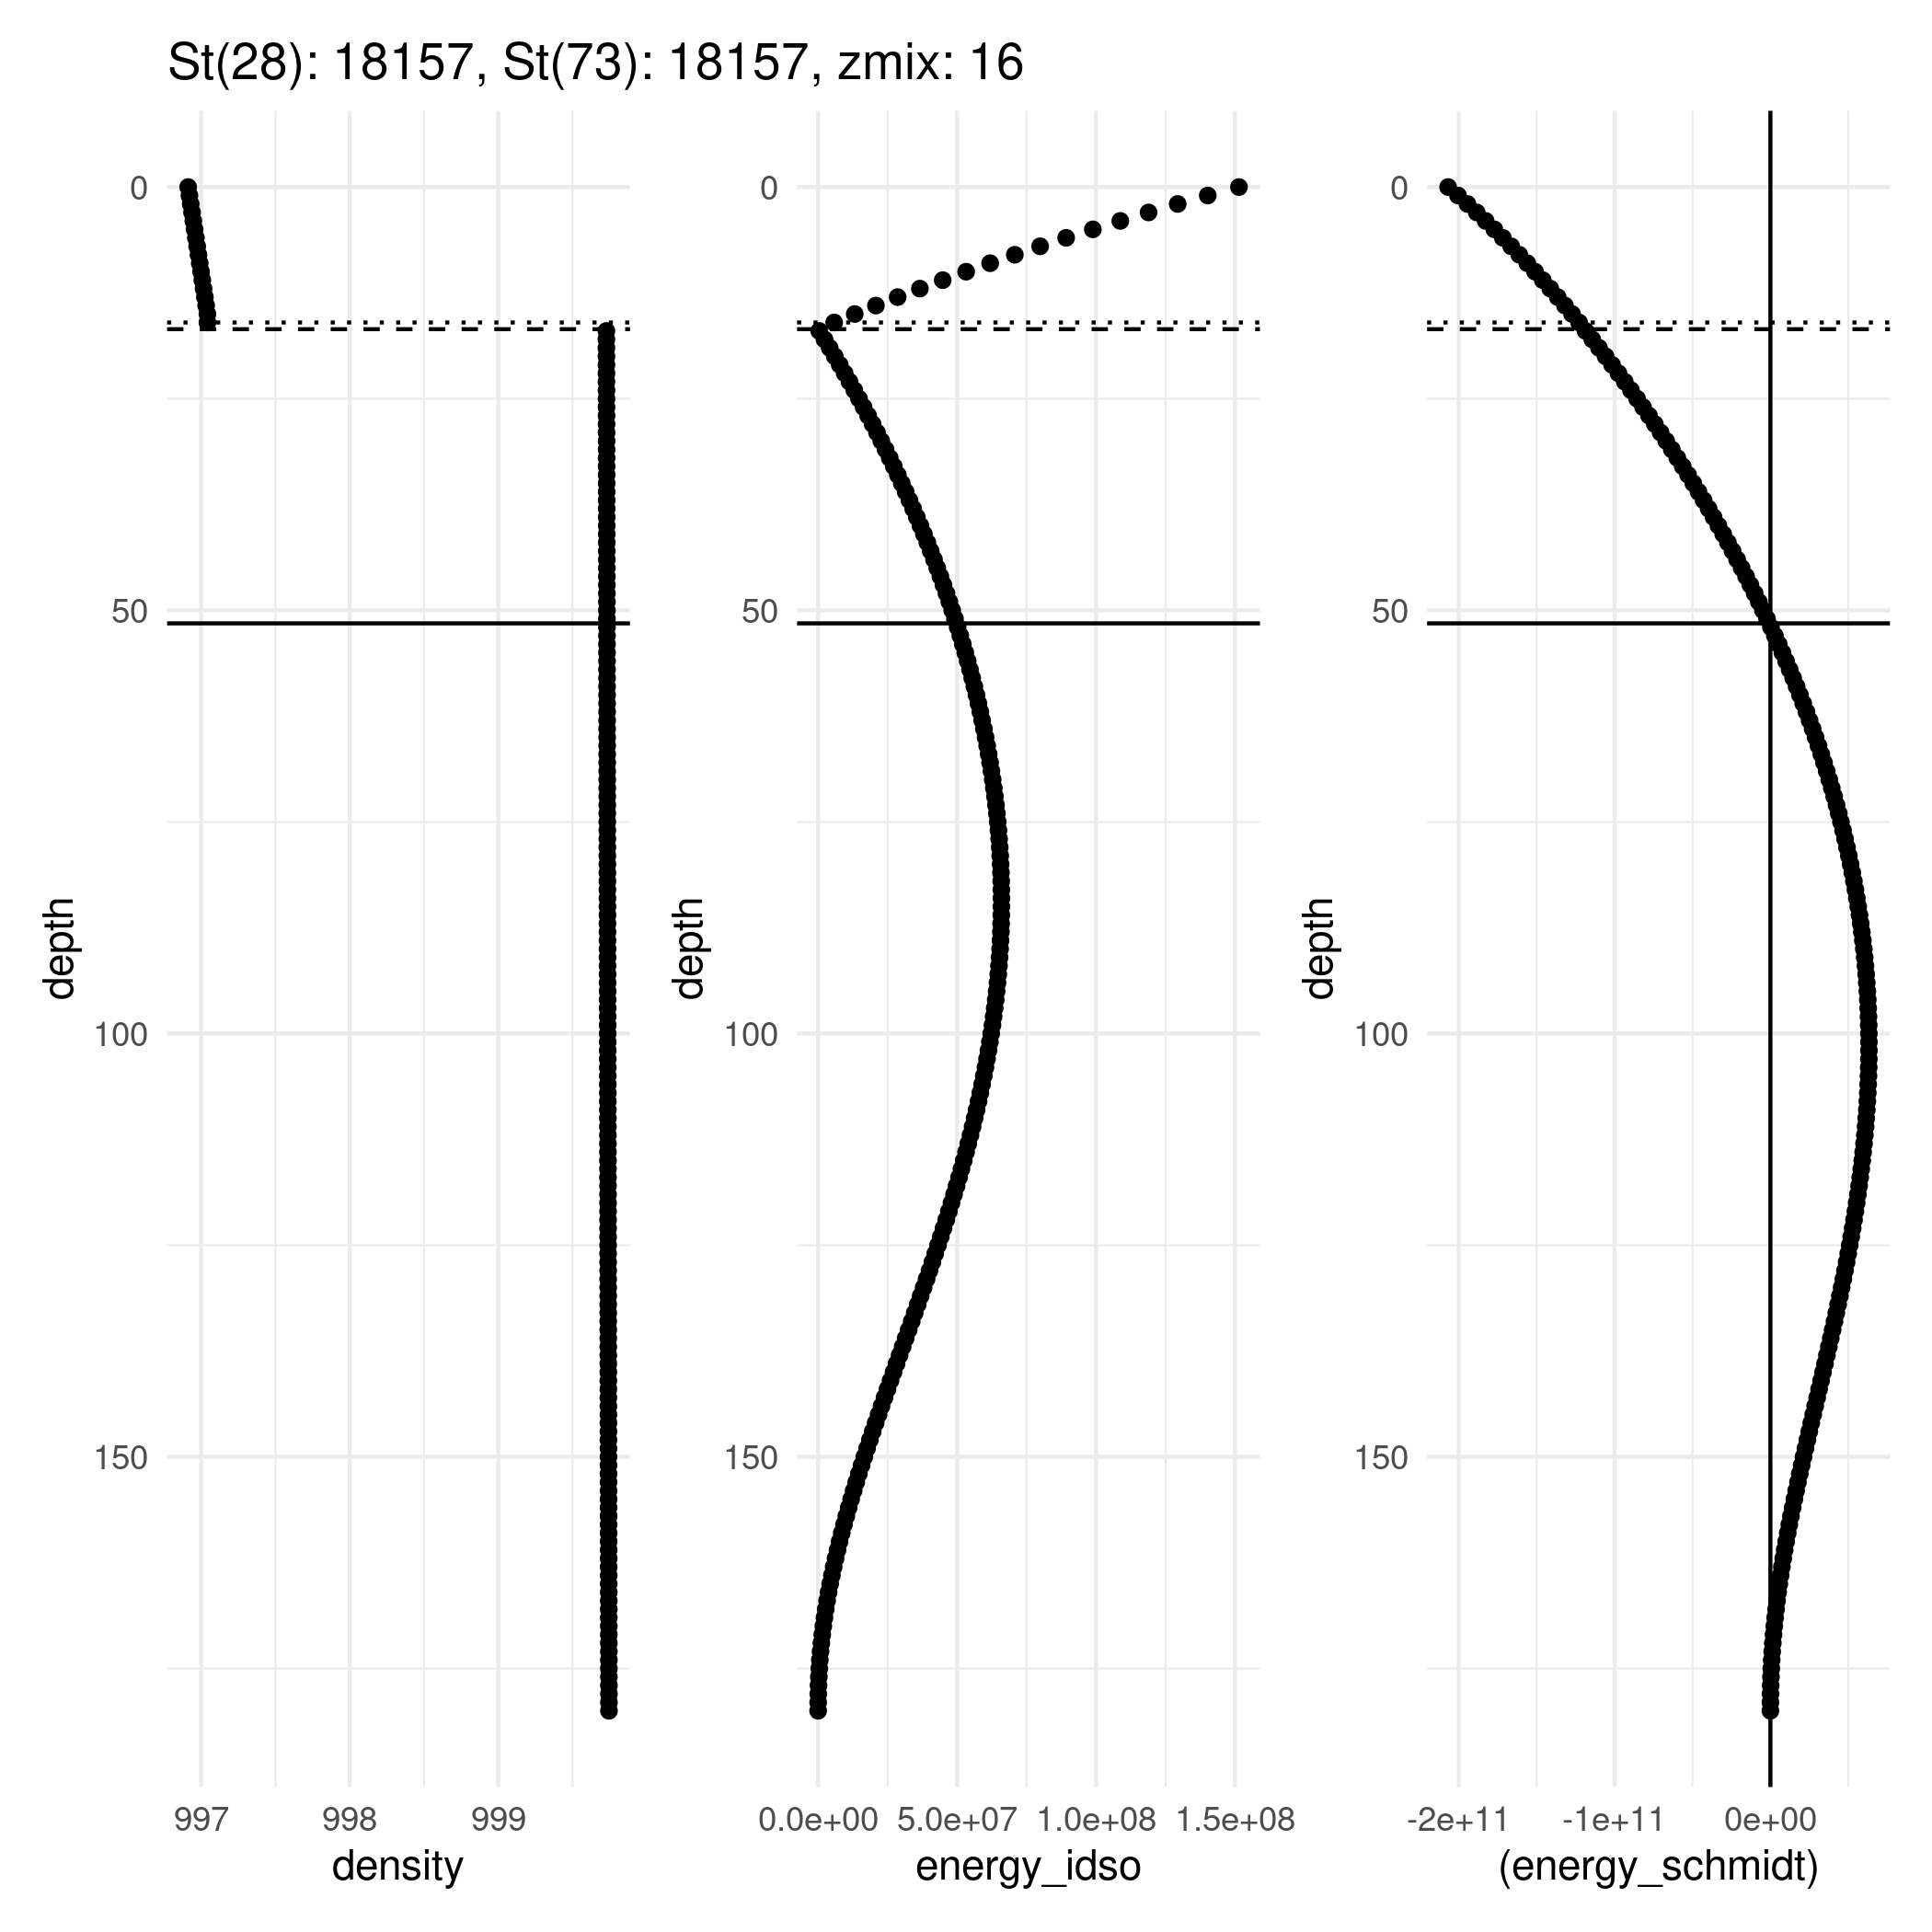 St(28): 18157, St(73): 18157, zmix: 16
0
50
100
150
depth
997 998 999
density
0
50
100
150
depth
0.0e+00 5.0e+07 1.0e+08 1.5e+08
energy_idso
0
50
100
150
depth
-2e+11 -1e+11 0e+00
(energy_schmidt)